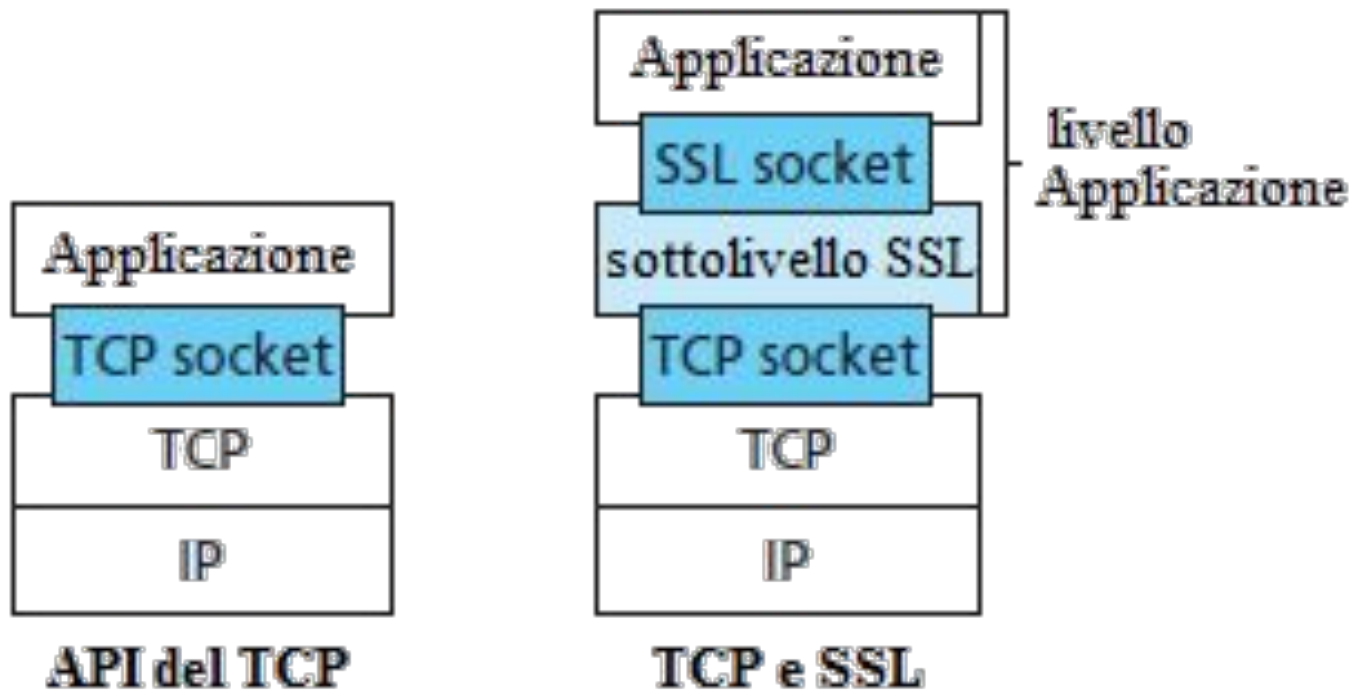 Applicazione
TCP socket
TCP
IP
API del TCP
Applicazione
SSL socket
sottolivello SSL
TCP socket
TCP
IP
TCP e SSL
livello
Applicazione